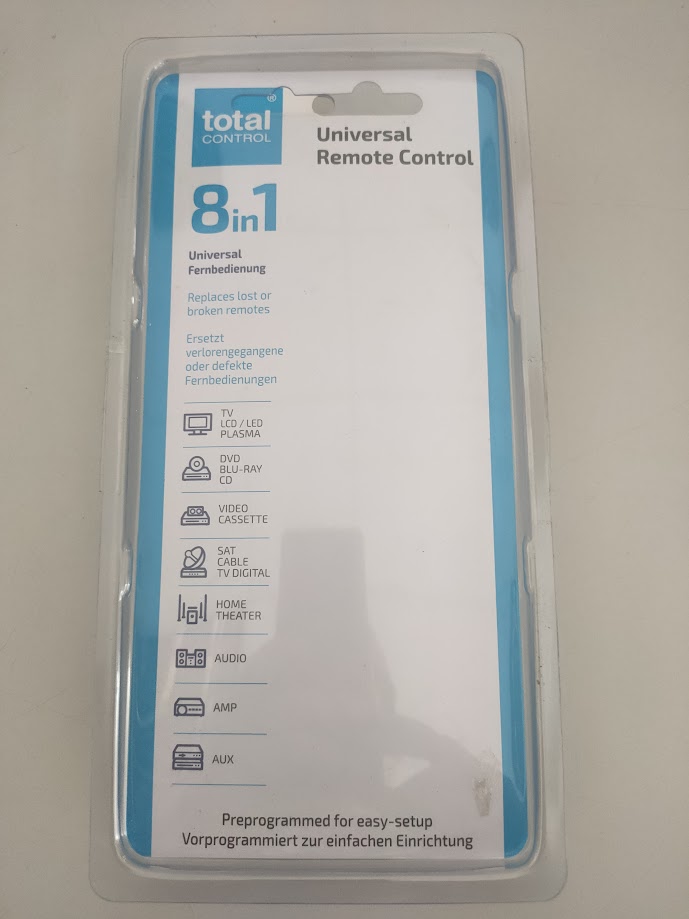 total®
CONTROL
Universal
Remote Control
8in1
Universal
Fernbedienung
Replaces lost or
broken remotes
Ersetzt
verlorengegangene
oder defekte
Fernbedienungen
TV
LCD / LED
PLASMA
DVD
BLU-RAY
CD
VIDEO
CASSETTE
SAT
CABLE
TV DIGITAL
HOME
THEATER
AUDIO
AMP
AUX
Preprogrammed for easy-setup
Vorprogrammiert zur einfachen Einrichtung